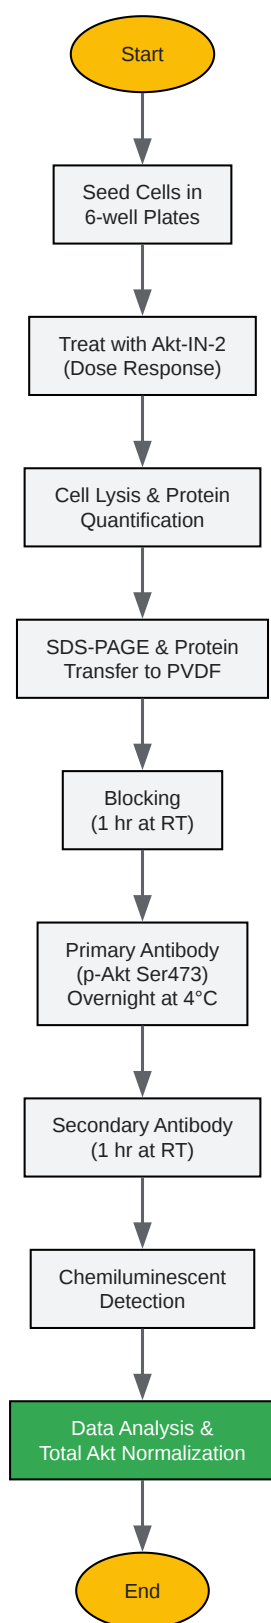 Start
Seed Cells in
6-well Plates
Treat with Akt-IN-2
(Dose Response)
Cell Lysis & Protein
Quantification
SDS-PAGE & Protein
Transfer to PVDF
Blocking
(1 hr at RT)
Primary Antibody
(p-Akt Ser473)
Overnight at 4°C
Secondary Antibody
(1 hr at RT)
Chemiluminescent
Detection
Data Analysis &
Total Akt Normalization
End